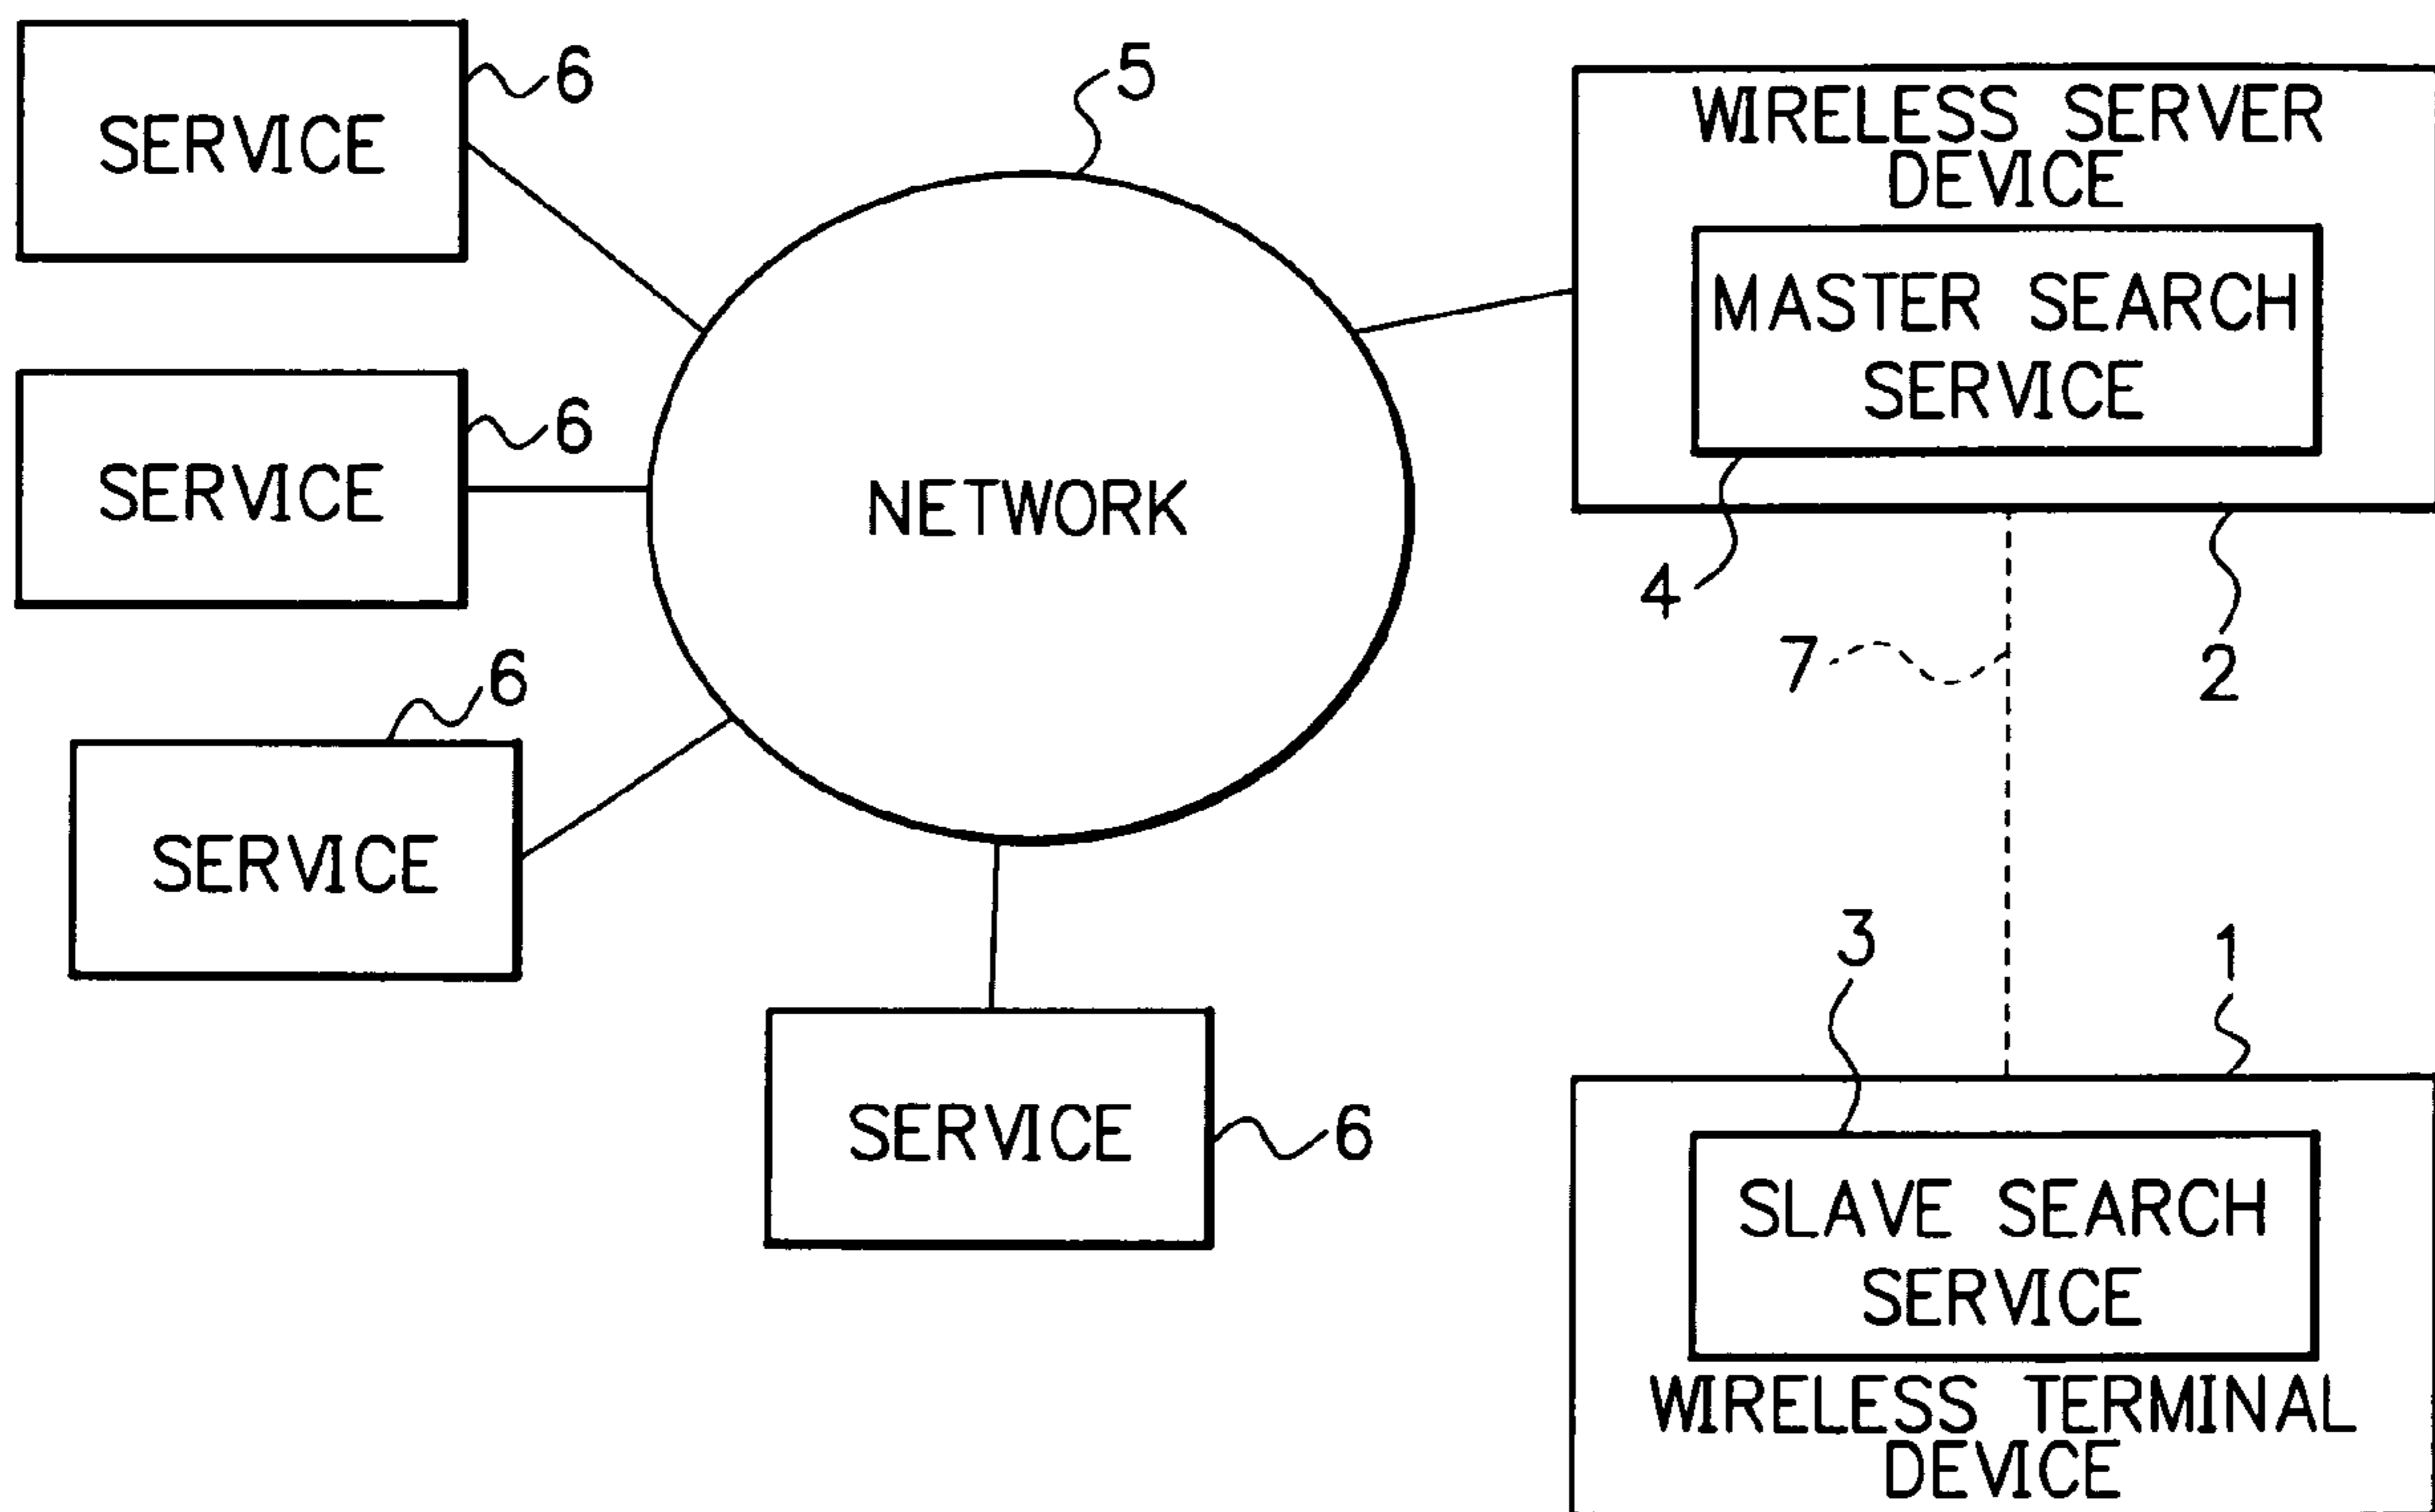 SERVICE
6
5
WIRELESS SERVER
DEVICE
MASTER SEARCH
SERVICE
SERVICE
6
NETWORK
4
7
2
6
SERVICE
3
1
SERVICE
6
SLAVE SEARCH
SERVICE
WIRELESS TERMINAL
DEVICE